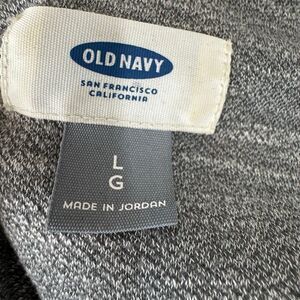 OLD NAVY
SAN FRANCISCO
CALIFORNIA
L
G
MADE IN JORDAN